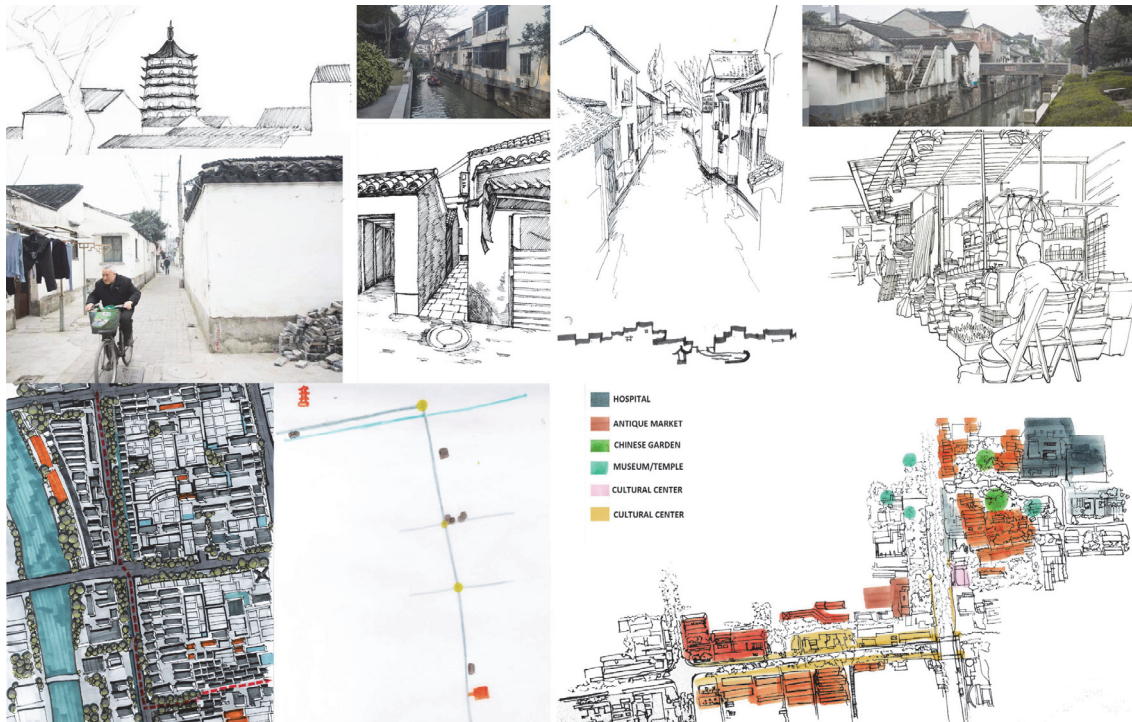 HOSPITAL
ANTIQUE MARKET
CHINESE GARDEN
MUSEUM/TEMPLE
CULTURAL CENTER
CULTURAL CENTER